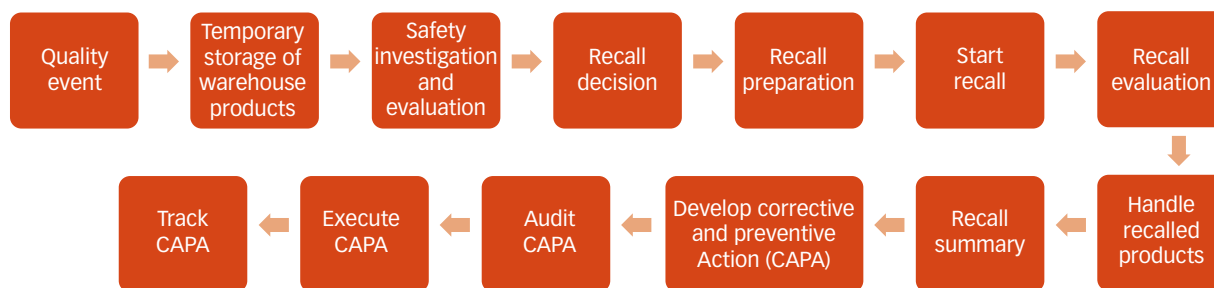 Quality
event
Temporary
storage of
warehouse
products
Safety
investigation
and
evaluation
Recall
decision
Recall
preparation
Start
recall
Recall
evaluation
Handle
recalled
products
Recall
summary
Develop corrective
and preventive
Action (CAPA)
Audit
CAPA
Execute
CAPA
Track
CAPA